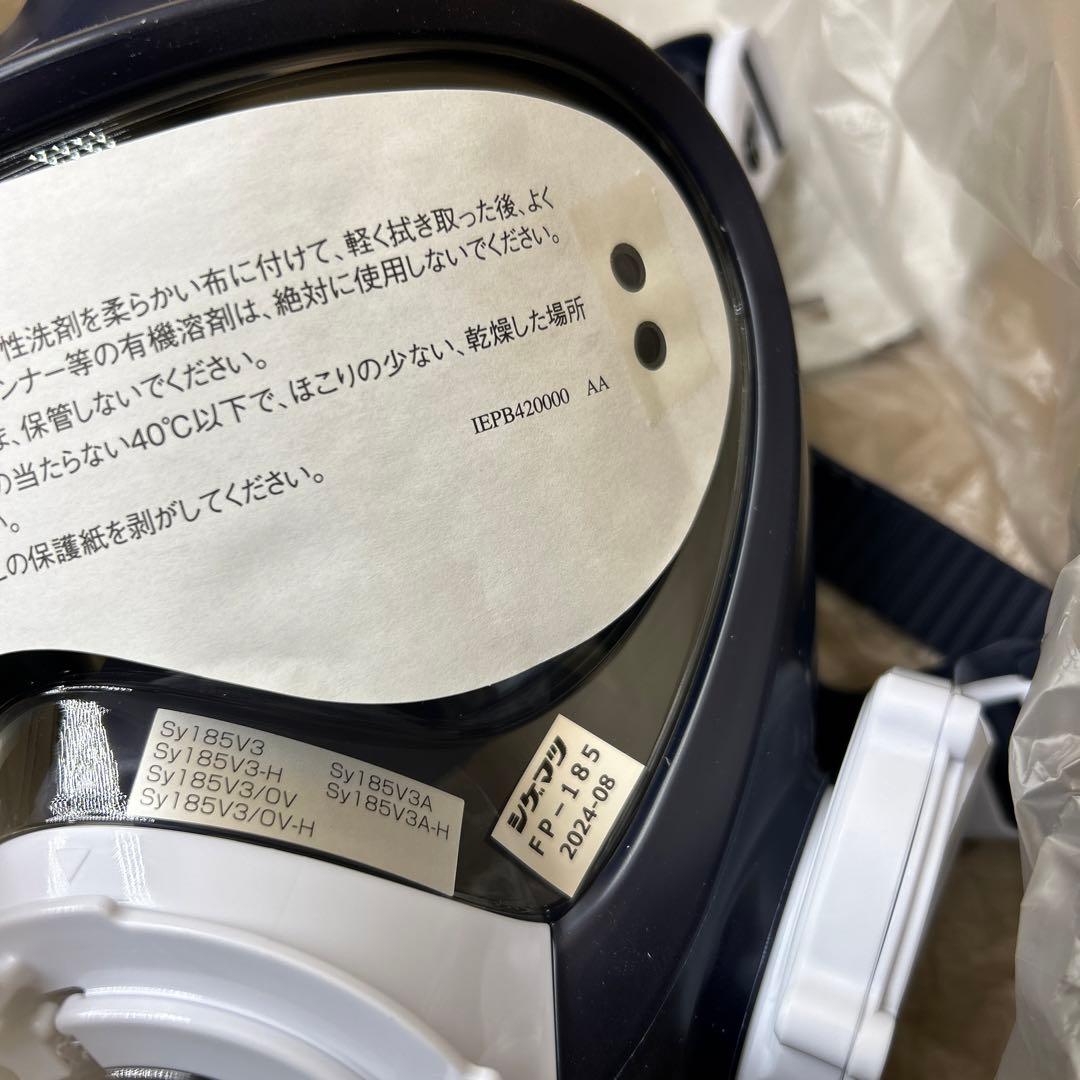 性洗剤を柔らかい布に付けて、軽く拭き取った後、よく
ンナー等の有機溶剤は、絶対に使用しないでください。
ま、保管しないでください。
の当たらない40℃以下で、ほこりの少ない、乾燥した場所
い。
この保護紙を剥がしてください。
IEPB420000 AA
Sy185V3
Sy185V3-H
Sy185V3/OV
Sy185V3/OV-H
Sy185V3A
Sy185V3A-H
シゲマツ
FP-185
2024-08